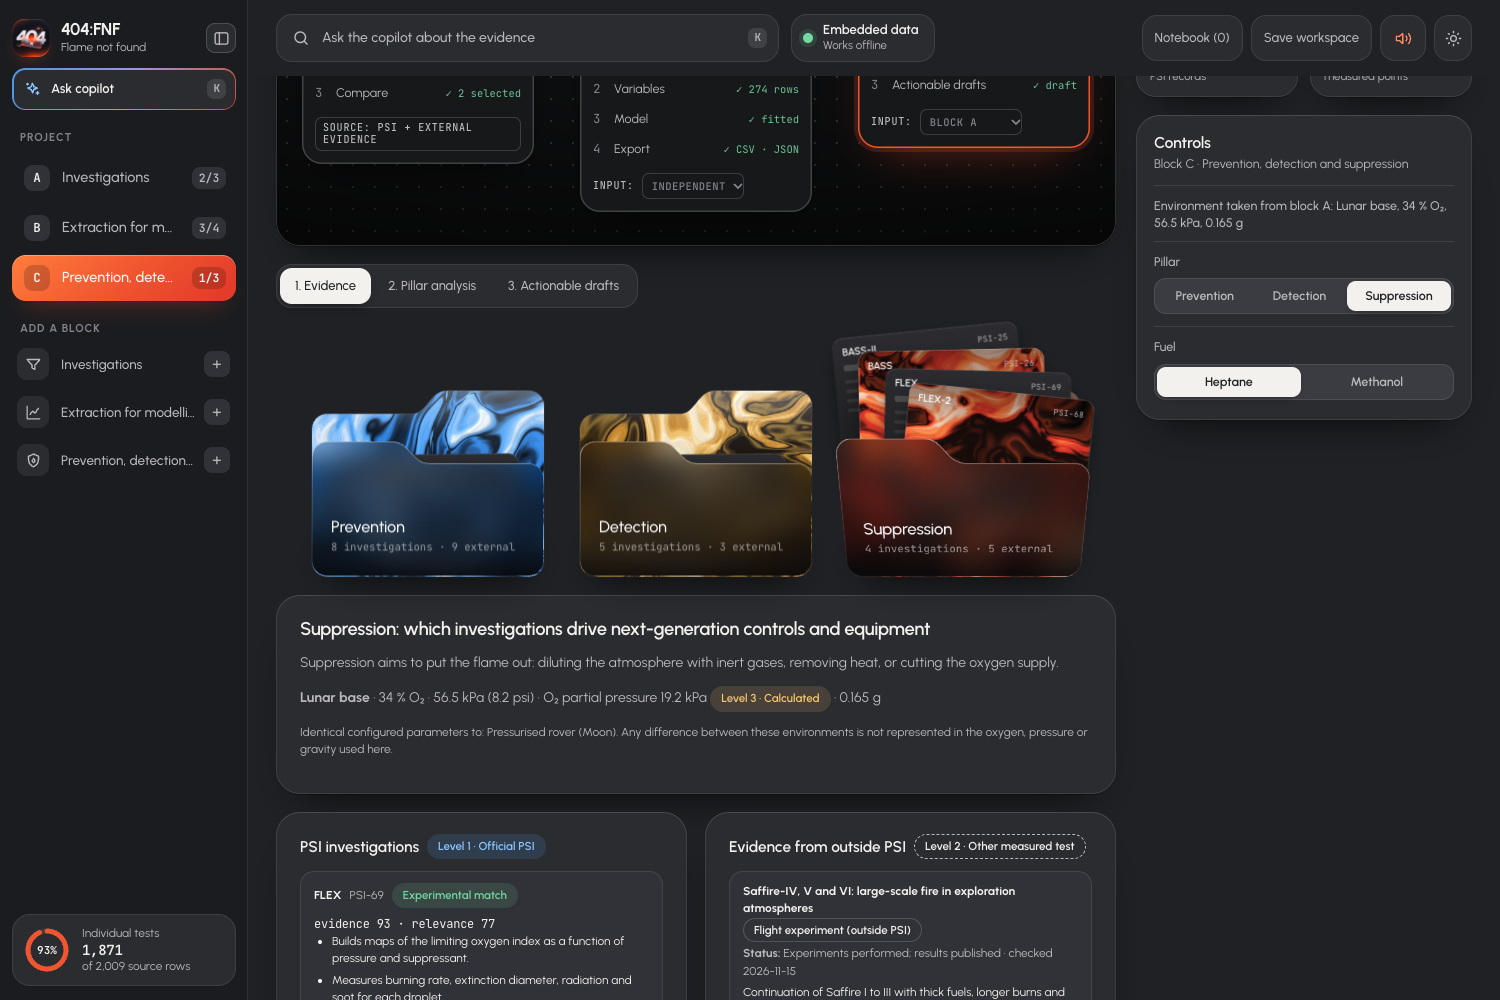 404:FNF
Flame not found
Ask copilot K
PROJECT
A Investigations 2/3
B Extraction for m... 3/4
C Prevention, dete... 1/3
ADD A BLOCK
Investigations +
Extraction for modelli... +
Prevention, detection... +
93%
Individual tests
1,871
of 2,009 source rows
Ask the copilot about the evidence K
Embedded data
Works offline
Notebook (0)
Save workspace
3 Compare ✓ 2 selected
SOURCE: PSI + EXTERNAL
EVIDENCE
2 Variables ✓ 274 rows
3 Model ✓ fitted
4 Export ✓ CSV · JSON
INPUT: INDEPENDENT
3 Actionable drafts ✓ draft
INPUT: BLOCK A
1. Evidence
2. Pillar analysis
3. Actionable drafts
Prevention
8 investigations · 9 external
Detection
5 investigations · 3 external
BASS-II PSI-25
BASS PSI-26
FLEX PSI-69
FLEX-2 PSI-68
Suppression
4 investigations · 5 external
Suppression: which investigations drive next-generation controls and equipment
Suppression aims to put the flame out: diluting the atmosphere with inert gases, removing heat, or cutting the oxygen supply.
Lunar base · 34 % O₂ · 56.5 kPa (8.2 psi) · O₂ partial pressure 19.2 kPa Level 3 · Calculated · 0.165 g
Identical configured parameters to: Pressurised rover (Moon). Any difference between these environments is not represented in the oxygen, pressure or
gravity used here.
PSI investigations Level 1 · Official PSI
FLEX PSI-69 Experimental match
evidence 93 · relevance 77
• Builds maps of the limiting oxygen index as a function of
pressure and suppressant.
• Measures burning rate, extinction diameter, radiation and
soot for each droplet.
Evidence from outside PSI Level 2 · Other measured test
Saffire-IV, V and VI: large-scale fire in exploration
atmospheres
Flight experiment (outside PSI)
Status: Experiments performed; results published · checked
2026-11-15
Continuation of Saffire I to III with thick fuels, longer burns and
PSI records
measured points
Controls
Block C · Prevention, detection and suppression
Environment taken from block A: Lunar base, 34 % O₂,
56.5 kPa, 0.165 g
Pillar
Prevention Detection Suppression
Fuel
Heptane Methanol